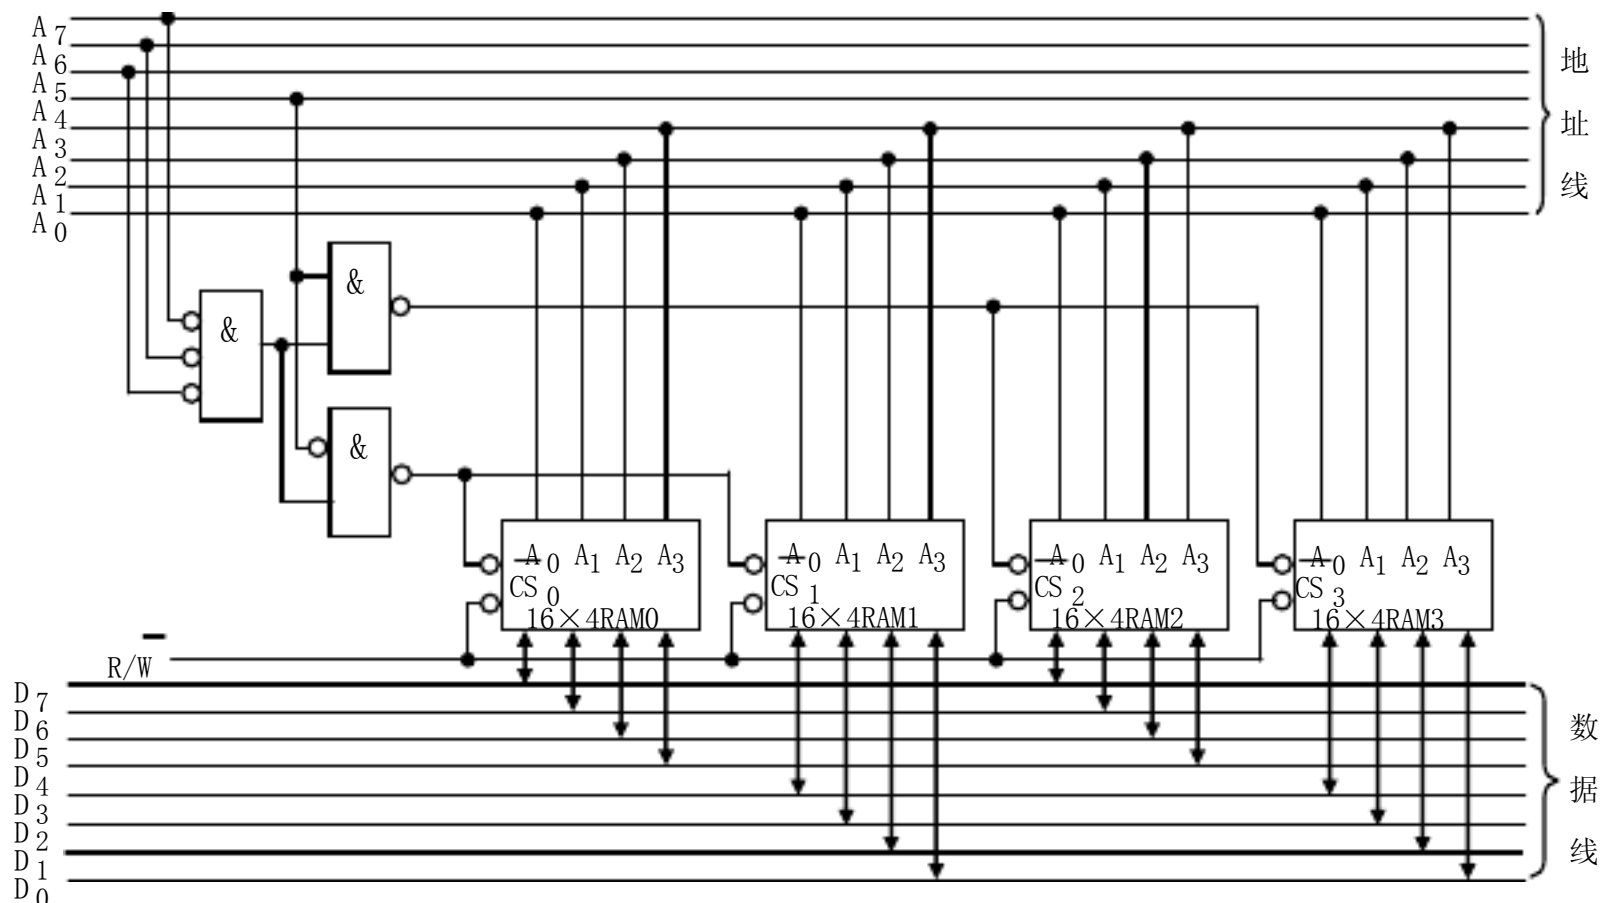 A7
A6
A5
A4
A3
A2
A1
A0
地
址
线
&
&
&
A0 A1 A2 A3
CS0
16×4RAM0
A0 A1 A2 A3
CS1
16×4RAM1
A0 A1 A2 A3
CS2
16×4RAM2
A0 A1 A2 A3
CS3
16×4RAM3
R/W̅
D7
D6
D5
D4
D3
D2
D1
D0
数
据
线